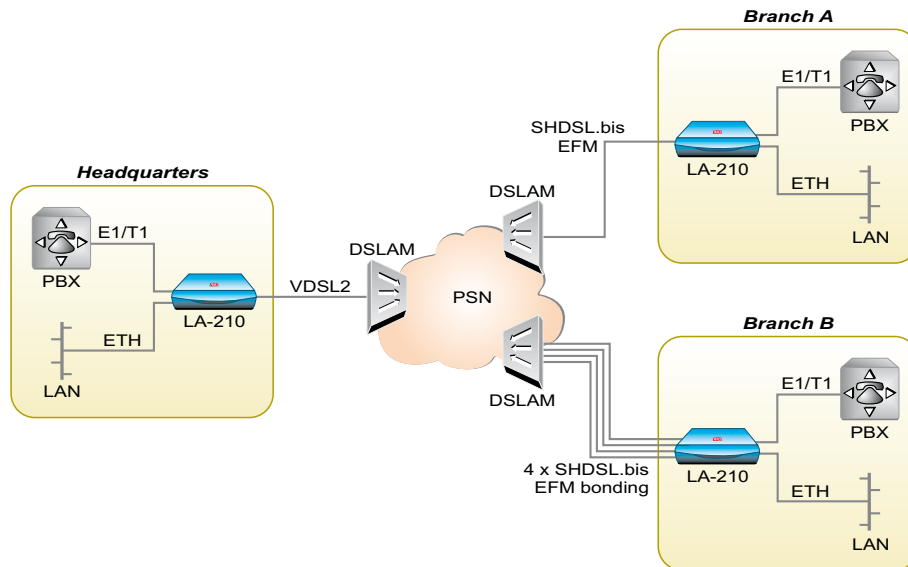 Branch A
E1/T1
PBX
SHDSL.bis
EFM
LA-210
ETH
LAN
DSLAM
Headquarters
E1/T1
PBX
LA-210
ETH
LAN
VDSL2
DSLAM
PSN
DSLAM
4 x SHDSL.bis
EFM bonding
Branch B
E1/T1
PBX
LA-210
ETH
LAN